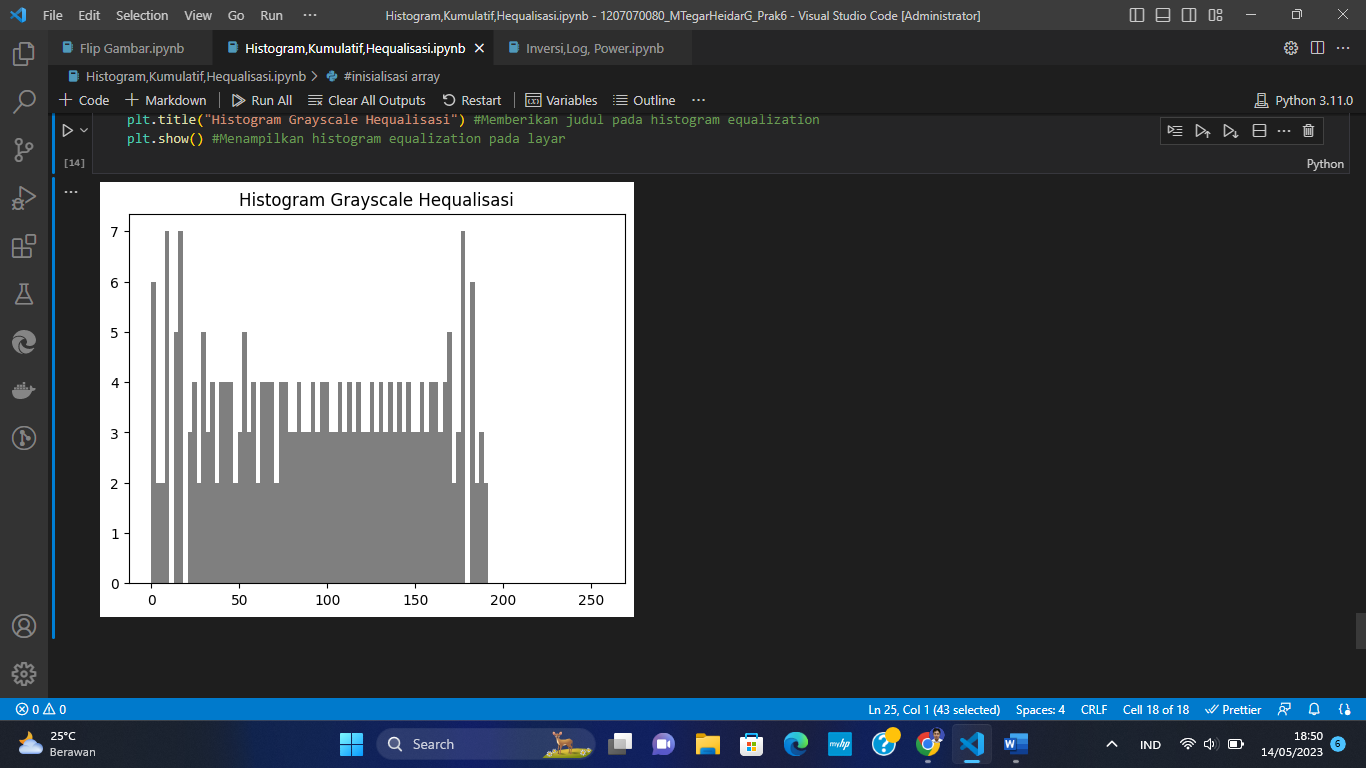 File Edit Selection View Go Run ··· Histogram,Kumulatif,Hequalisasi.ipynb - 1207070080_MTegarHeidarG_Prak6 - Visual Studio Code [Administrator]
Flip Gambar.ipynb Histogram,Kumulatif,Hequalisasi.ipynb Inversi,Log, Power.ipynb
Histogram,Kumulatif,Hequalisasi.ipynb > #inisialisasi array
+ Code + Markdown Run All Clear All Outputs Restart Variables Outline ··· Python 3.11.0
plt.title("Histogram Grayscale Hequalisasi") #Memberikan judul pada histogram equalization
plt.show() #Menampilkan histogram equalization pada layar
[14]
Python
Histogram Grayscale Hequalisasi
7
6
5
4
3
2
1
0
0 50 100 150 200 250
0 0 Ln 25, Col 1 (43 selected) Spaces: 4 CRLF Cell 18 of 18 Prettier
25°C
Berawan
Search
myhp
IND
18:50
14/05/2023
6